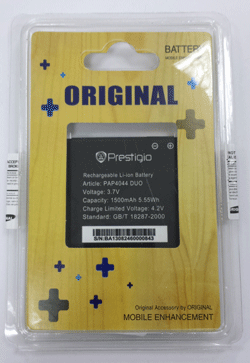 BATTERY
ORIGINAL
Prestigio
Rechargeable Li-ion Battery
Article: PAP4044 DUO
Voltage: 3.7V
Capacity: 1500mAh 5.55Wh
Charge Limited Voltage: 4.2V
Standard: GB/T 18287-2000
S/N:BA13082460000843
Original Accessory by ORIGINAL
MOBILE ENHANCEMENT